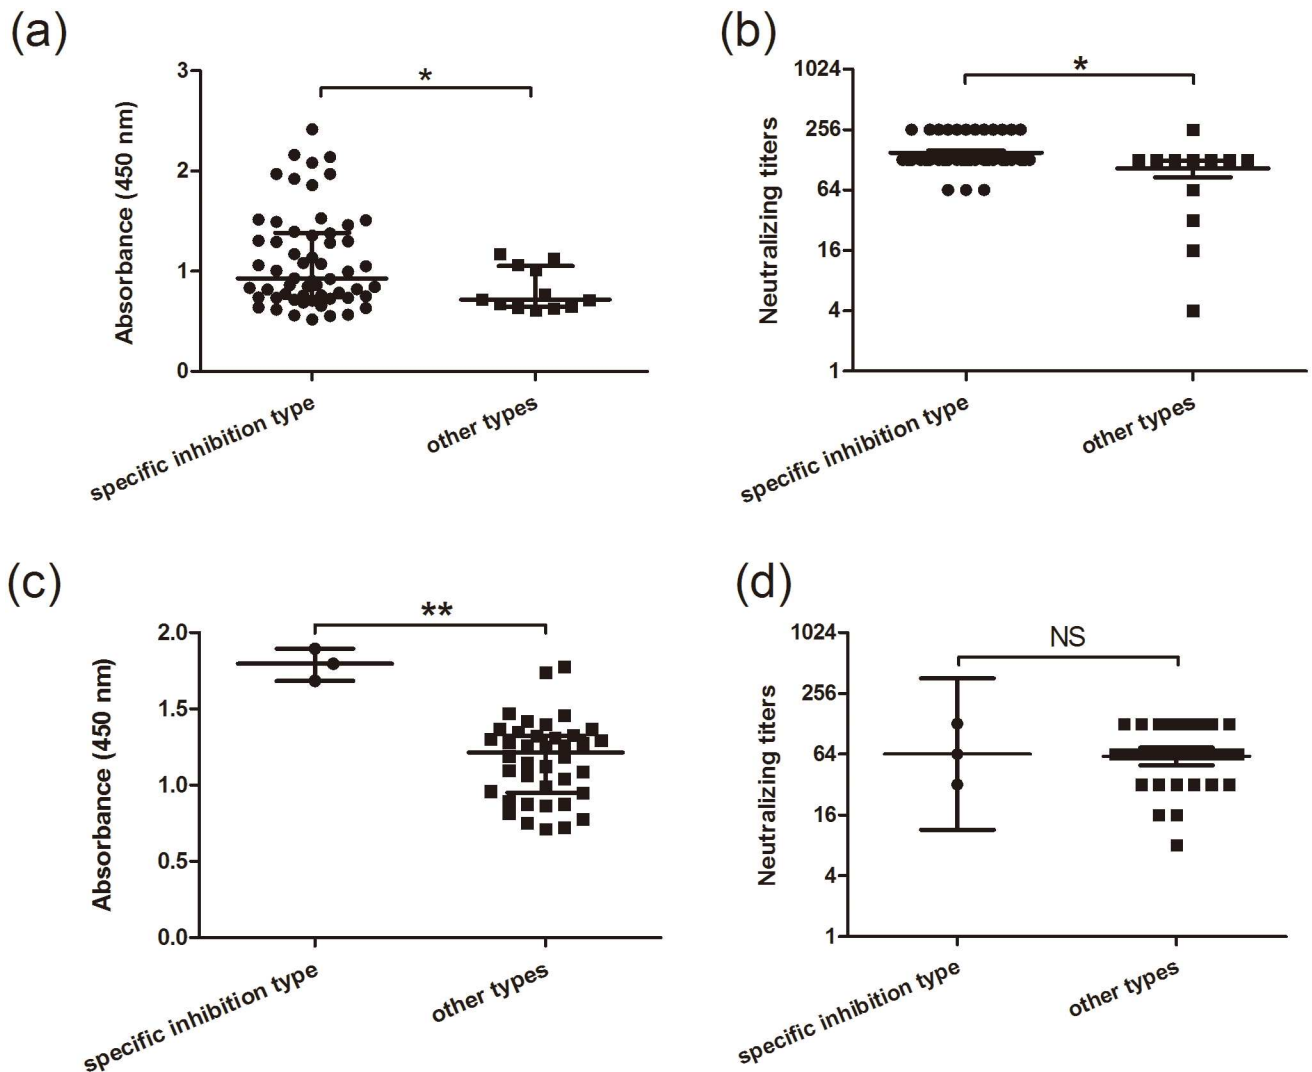 (a)
Absorbance (450 nm)
3
2
1
0
*
specific inhibition type
other types
(b)
Neutralizing titers
1024
256
64
16
4
1
*
specific inhibition type
other types
(c)
Absorbance (450 nm)
2.0
1.5
1.0
0.5
0.0
**
specific inhibition type
other types
(d)
Neutralizing titers
1024
256
64
16
4
1
NS
specific inhibition type
other types